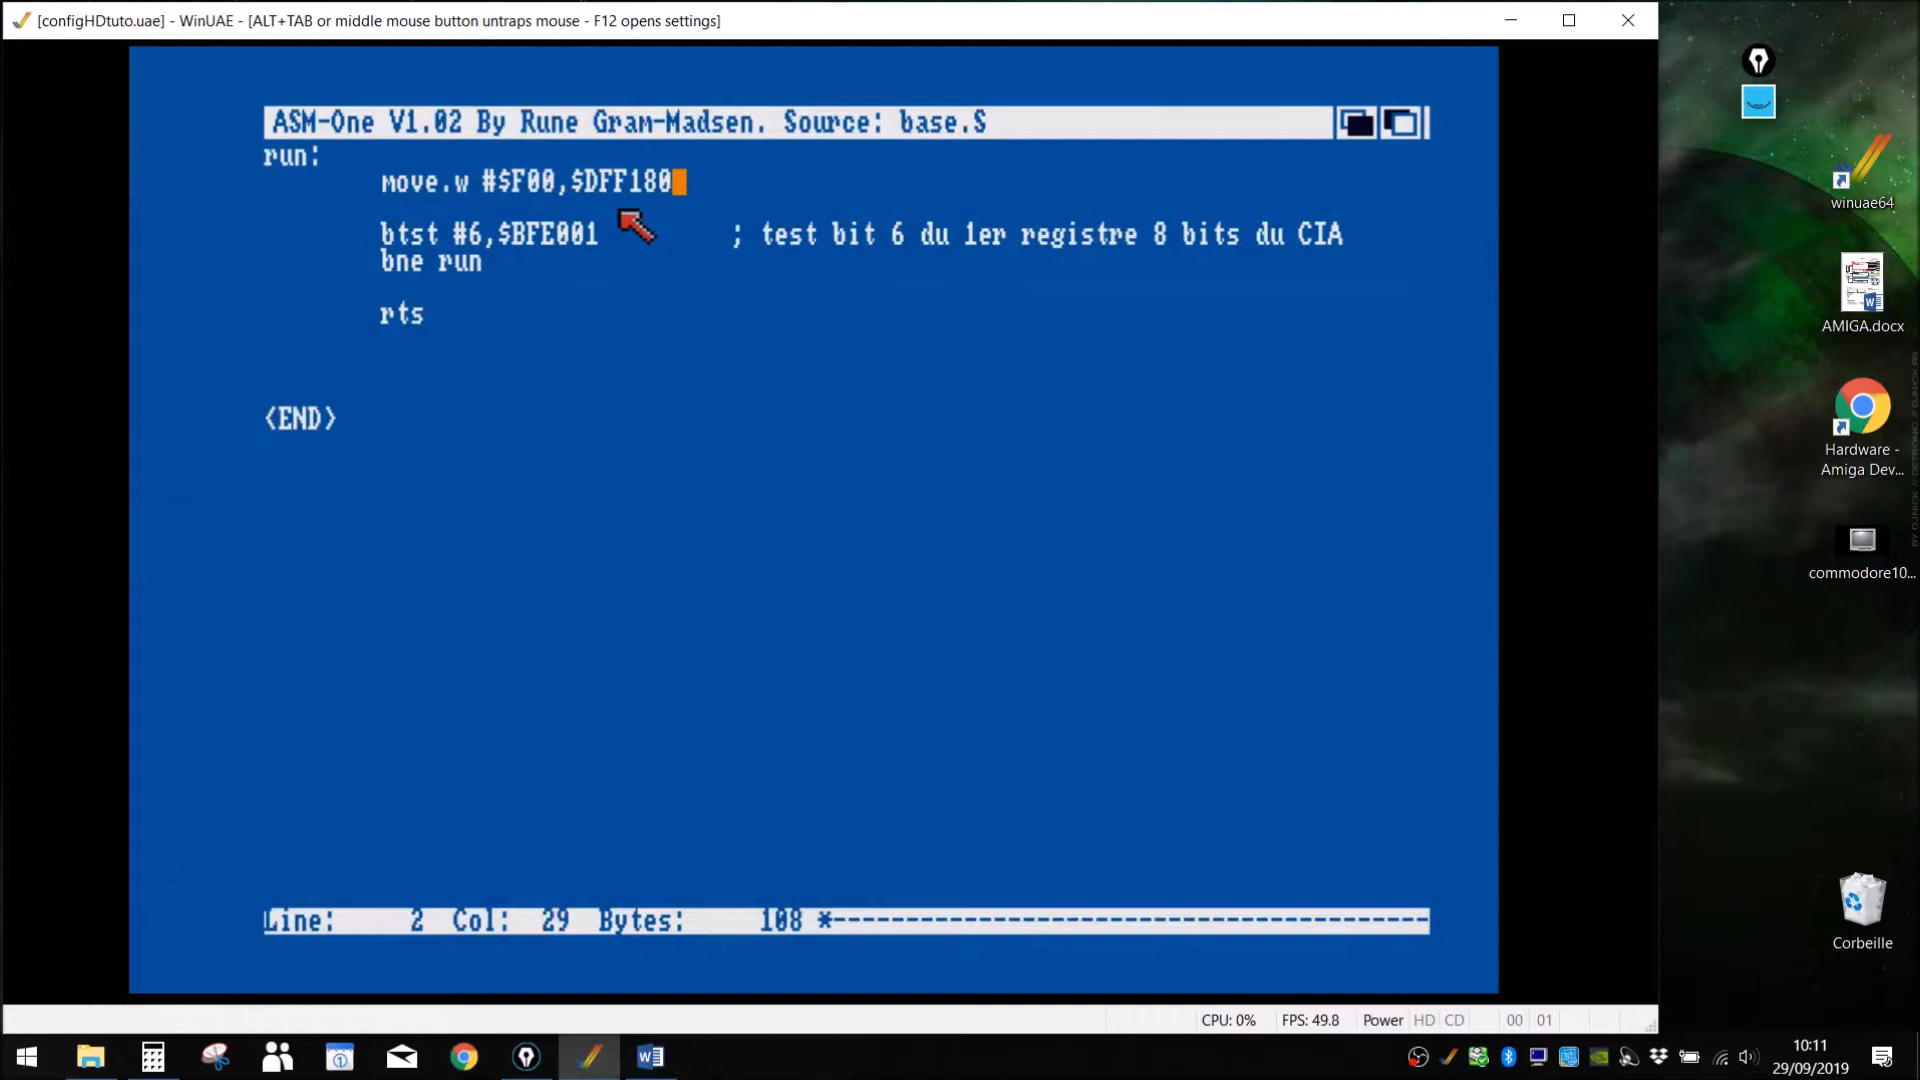 [configHDtuto.uae] - WinUAE - [ALT+TAB or middle mouse button untraps mouse - F12 opens settings]
ASM-One V1.02 By Rune Gram-Madsen. Source: base.S
run:
move.w #$F00,$DFF180
btst #6,$BFE001 ; test bit 6 du 1er registre 8 bits du CIA
bne run
rts
<END>
Line: 2 Col: 29 Bytes: 108 *------------------------------------------
CPU: 0% FPS: 49.8 Power HD CD 00 01
winuae64
AMIGA.docx
Hardware -
Amiga Dev...
commodore10...
Corbeille
10:11
29/09/2019